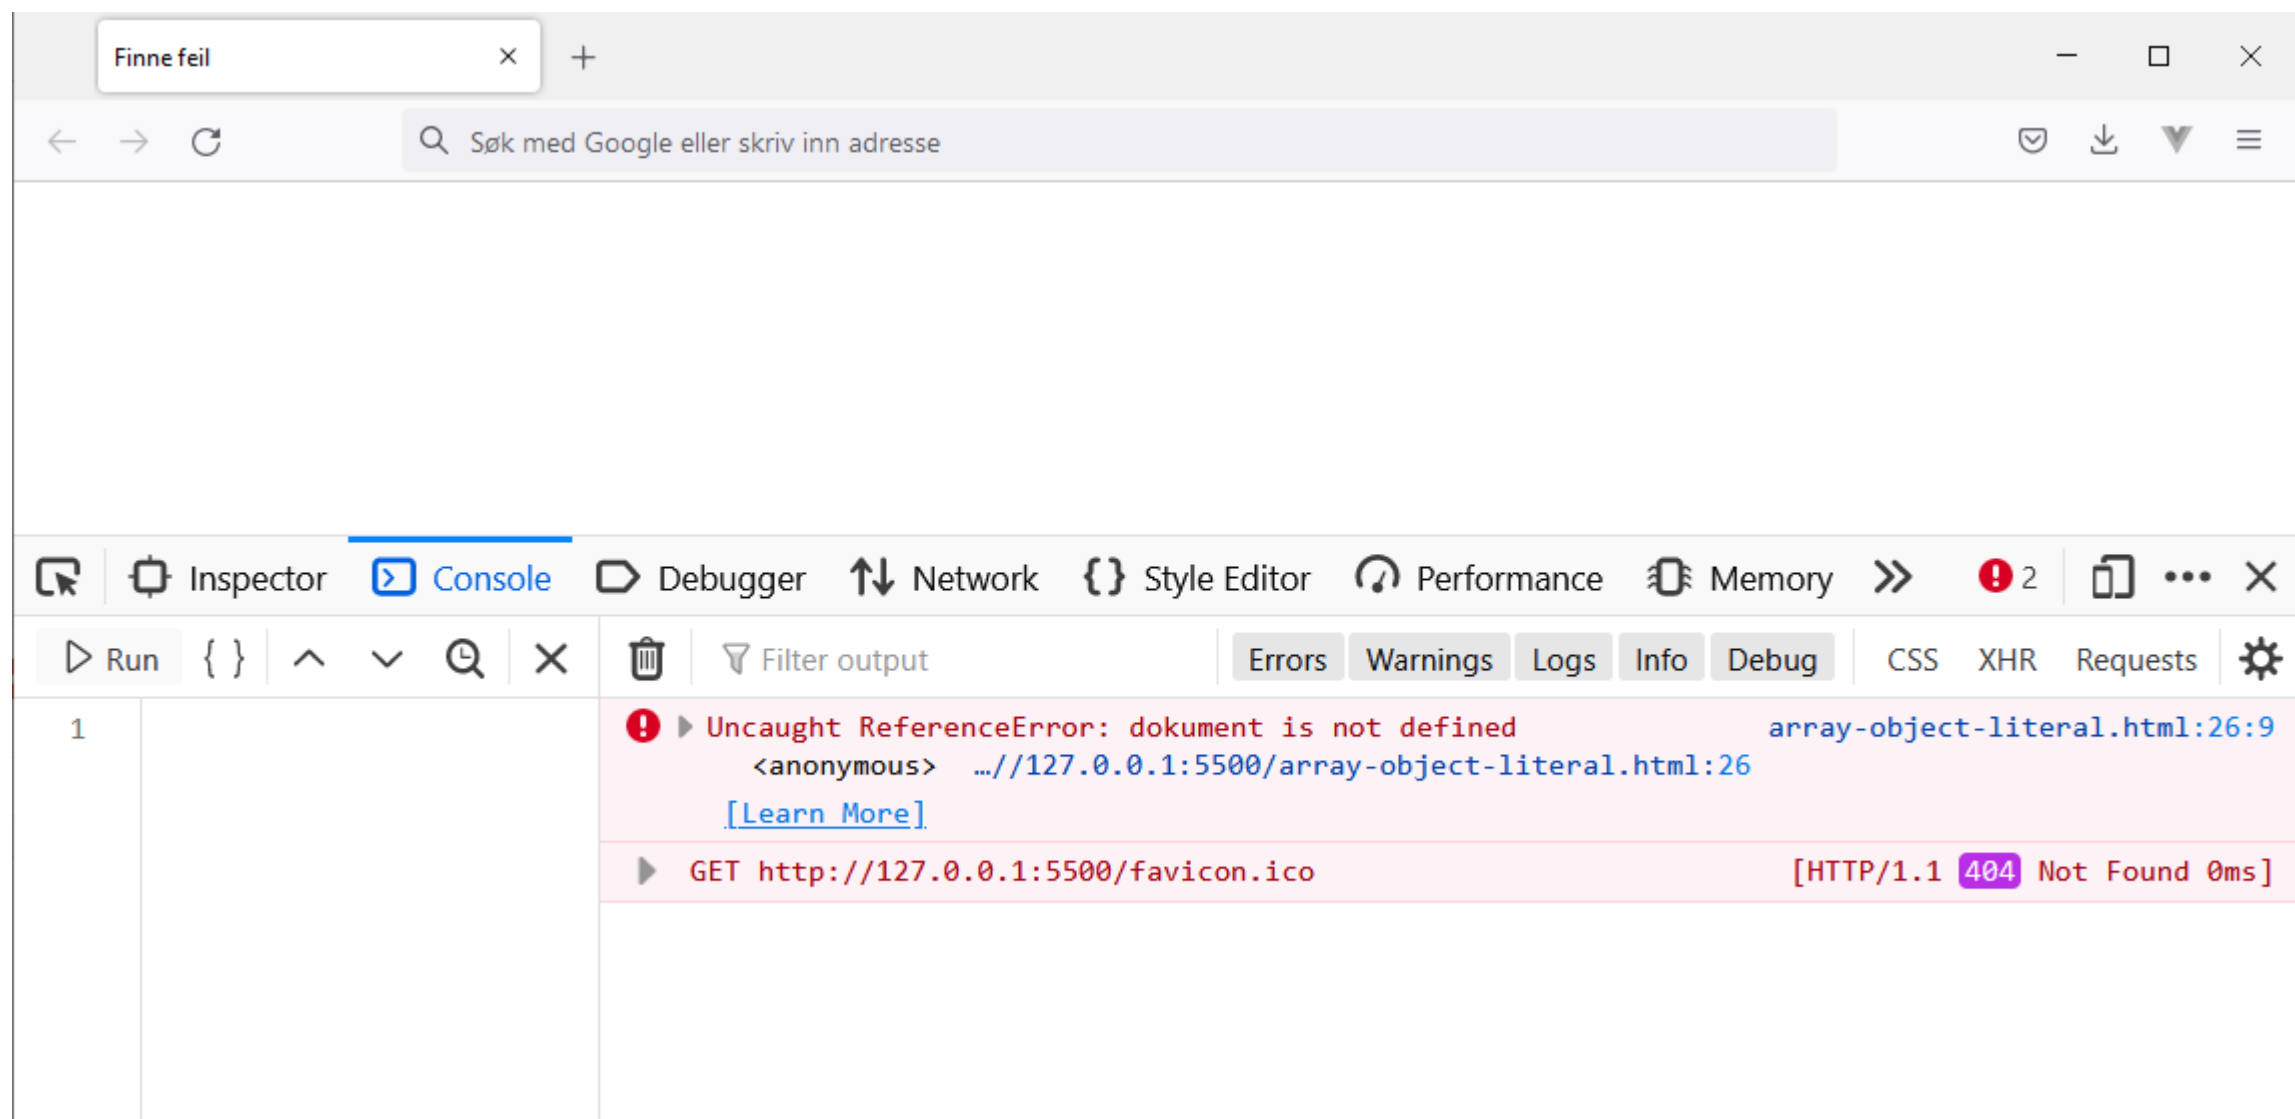 Finne feil
Søk med Google eller skriv inn adresse
Inspector Console Debugger Network {} Style Editor Performance Memory 2
Run { } Filter output Errors Warnings Logs Info Debug CSS XHR Requests
1
Uncaught ReferenceError: dokument is not defined array-object-literal.html:26:9
<anonymous> …//127.0.0.1:5500/array-object-literal.html:26
[Learn More]
GET http://127.0.0.1:5500/favicon.ico [HTTP/1.1 404 Not Found 0ms]